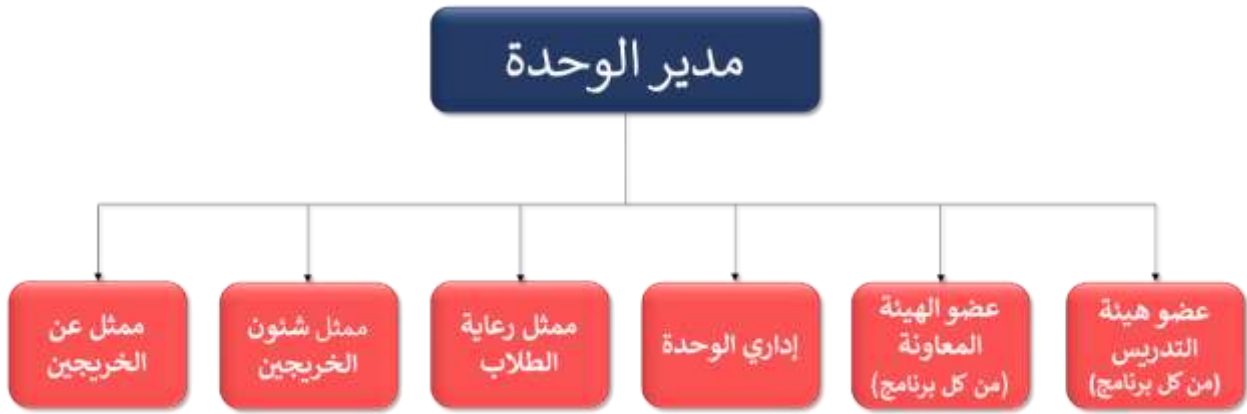 مدير الوحدة
عضو هيئة
التدريس
(من كل برنامج)
عضو الهيئة
المعاونة
(من كل برنامج)
إداري الوحدة
ممثل رعاية
الطلاب
ممثل شئون
الخريجين
ممثل عن
الخريجين